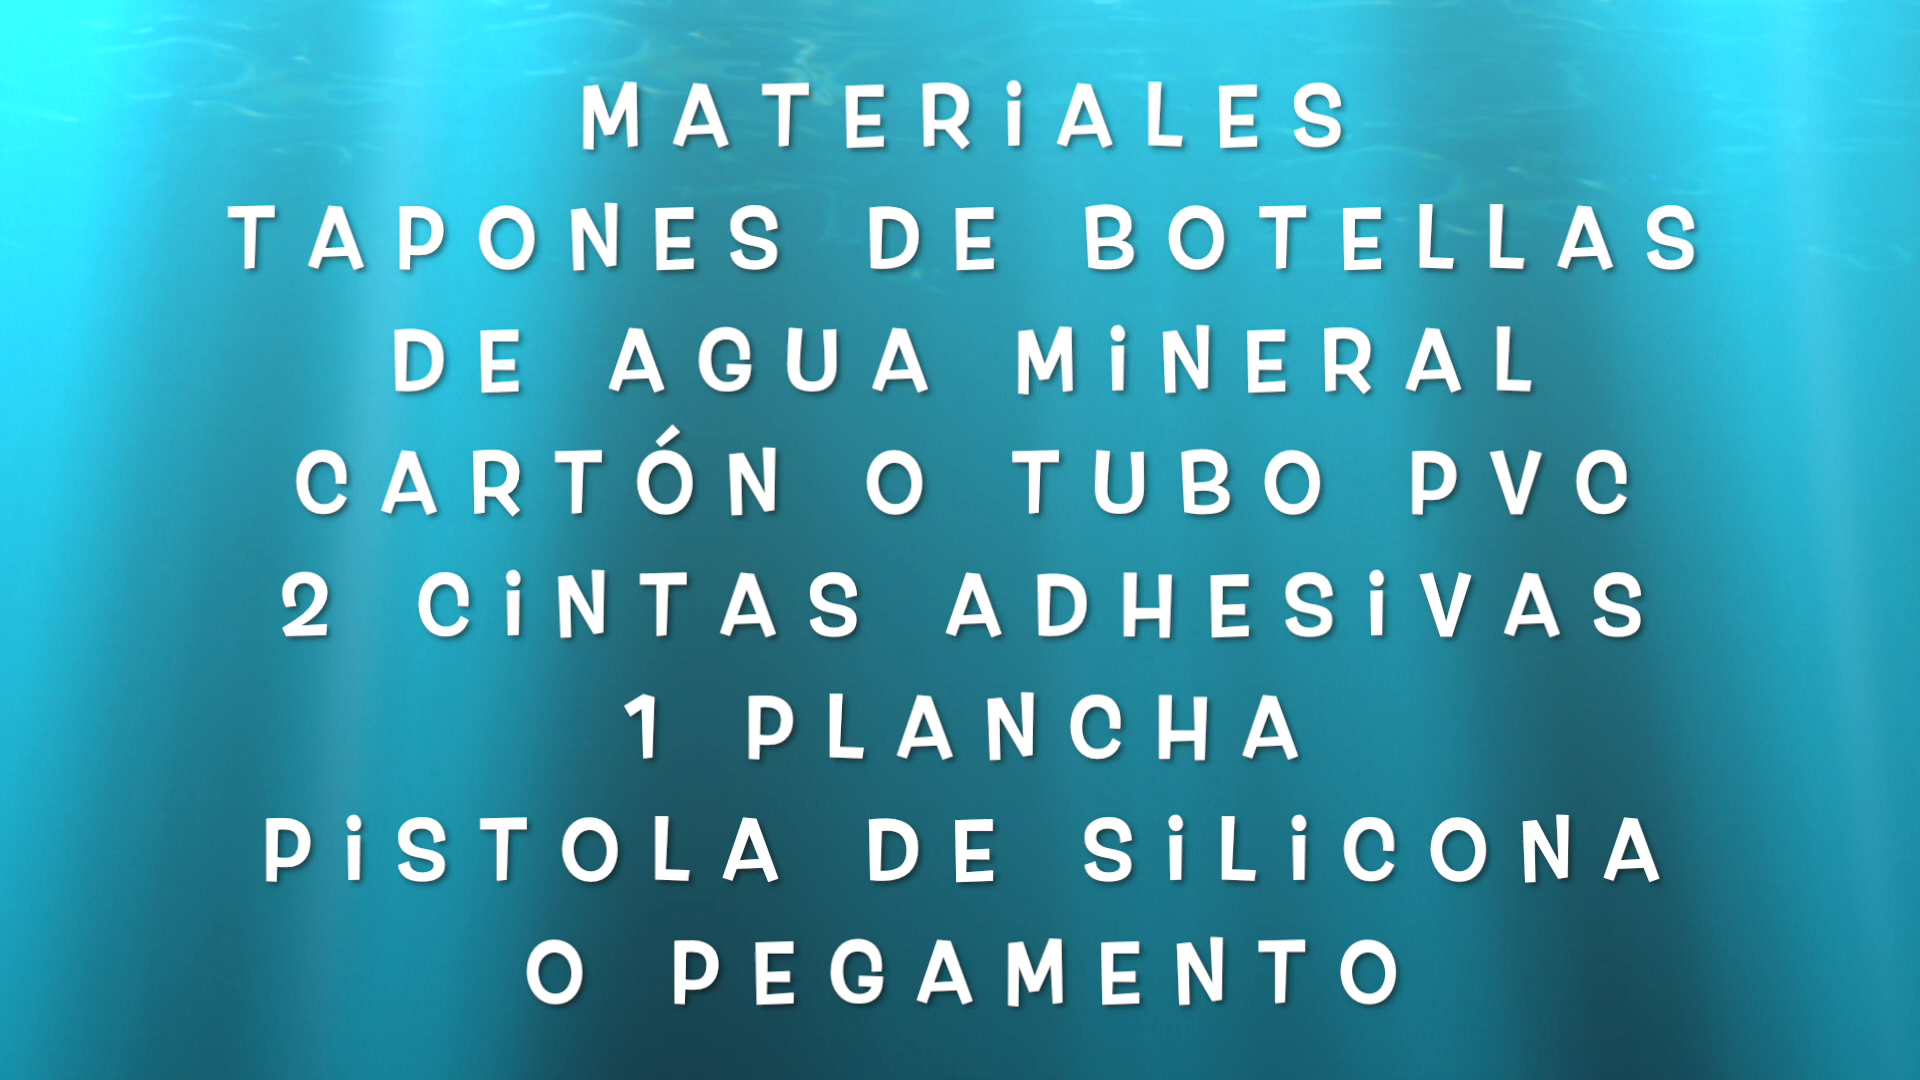 MATERIALES
TAPONES DE BOTELLAS
DE AGUA MINERAL
CARTÓN O TUBO PVC
2 CINTAS ADHESIVAS
1 PLANCHA
PISTOLA DE SILICONA
O PEGAMENTO